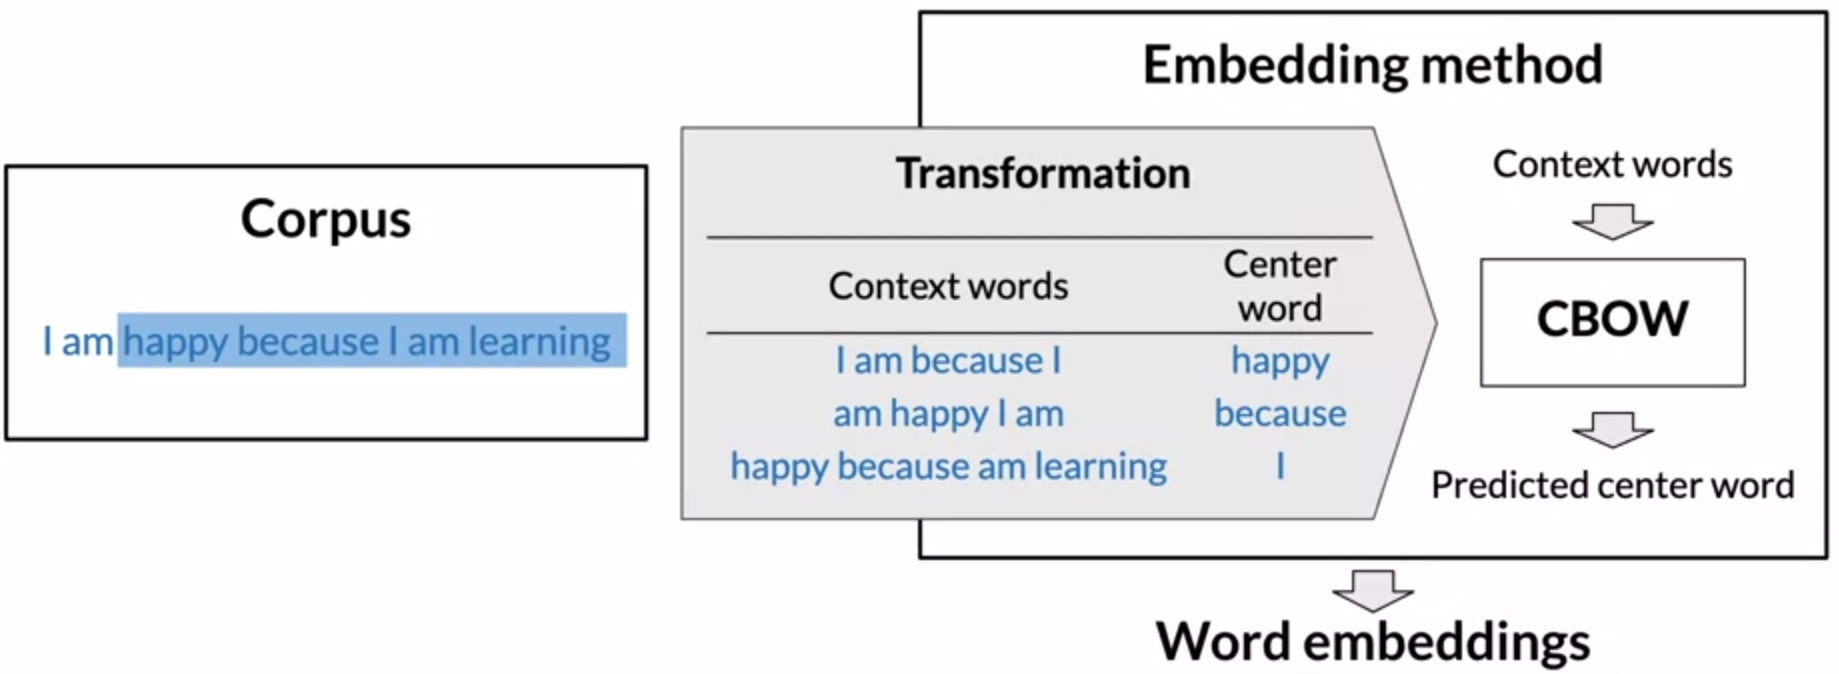 Corpus
I am happy because I am learning
Embedding method
Transformation
Context words
Center
word
I am because I
happy
am happy I am
because
happy because am learning
I
Context words
CBOW
Predicted center word
Word embeddings